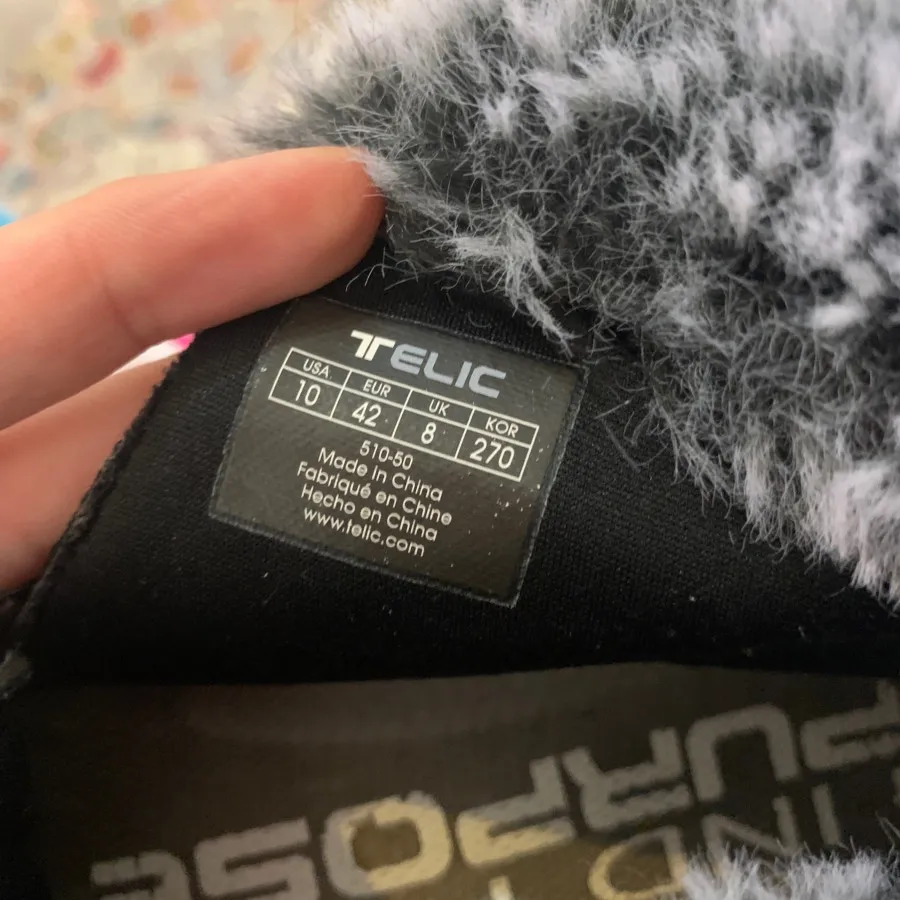 TELIC
USA. EUR UK KOR
10 42 8 270
510-50
Made in China
Fabriqué en Chine
Hecho en China
www.telic.com
PURPOSE